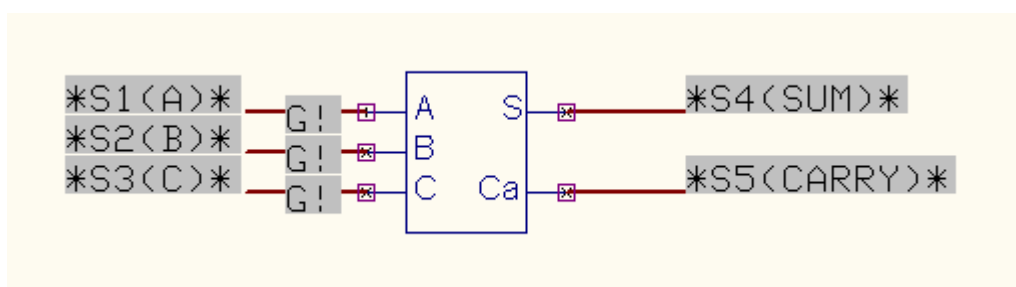 *S1(A)* G! A S *S4(SUM)*
*S2(B)* G! B
*S3(C)* G! C Ca *S5(CARRY)*